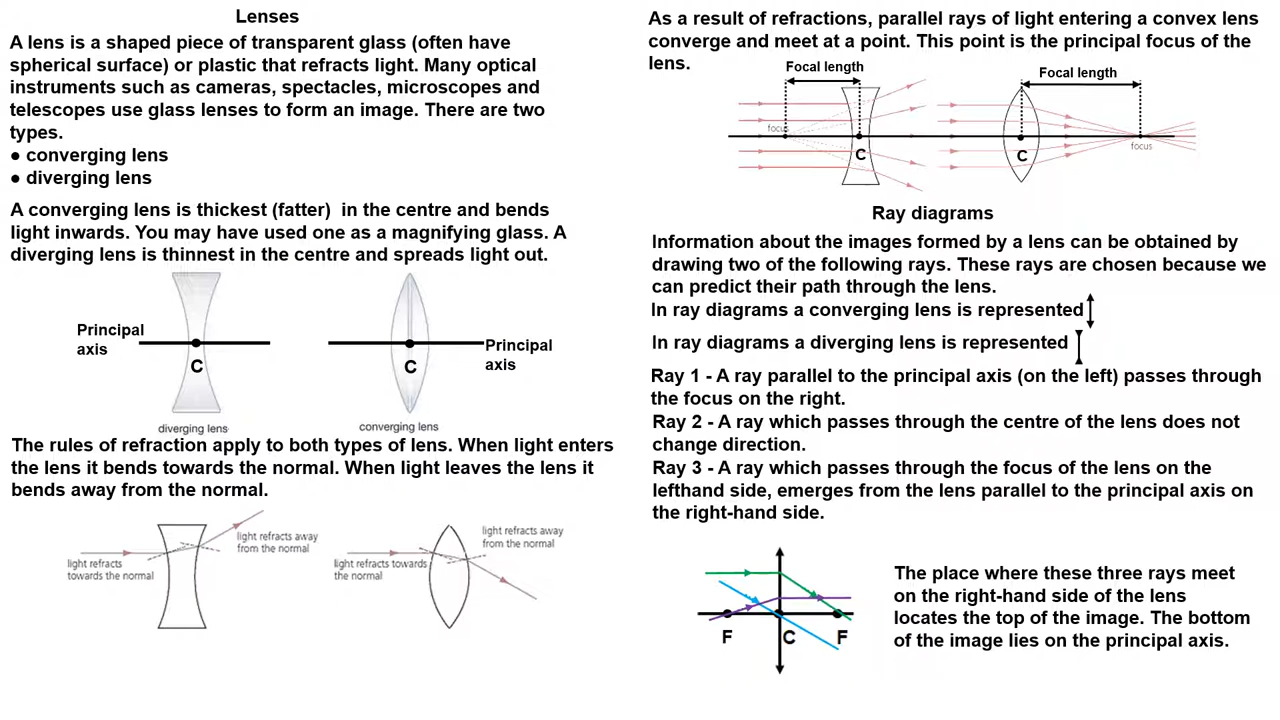 Lenses
A lens is a shaped piece of transparent glass (often have
spherical surface) or plastic that refracts light. Many optical
instruments such as cameras, spectacles, microscopes and
telescopes use glass lenses to form an image. There are two
types.
● converging lens
● diverging lens
A converging lens is thickest (fatter) in the centre and bends
light inwards. You may have used one as a magnifying glass. A
diverging lens is thinnest in the centre and spreads light out.
Principal
axis
C
C
Principal
axis
diverging lens
converging lens
The rules of refraction apply to both types of lens. When light enters
the lens it bends towards the normal. When light leaves the lens it
bends away from the normal.
light refracts
towards the normal
light refracts away
from the normal
light refracts towards
the normal
light refracts away
from the normal
As a result of refractions, parallel rays of light entering a convex lens
converge and meet at a point. This point is the principal focus of the
lens.
Focal length
Focal length
focus
C
C
focus
Ray diagrams
Information about the images formed by a lens can be obtained by
drawing two of the following rays. These rays are chosen because we
can predict their path through the lens.
In ray diagrams a converging lens is represented
In ray diagrams a diverging lens is represented
Ray 1 - A ray parallel to the principal axis (on the left) passes through
the focus on the right.
Ray 2 - A ray which passes through the centre of the lens does not
change direction.
Ray 3 - A ray which passes through the focus of the lens on the
lefthand side, emerges from the lens parallel to the principal axis on
the right-hand side.
F
C
F
The place where these three rays meet
on the right-hand side of the lens
locates the top of the image. The bottom
of the image lies on the principal axis.